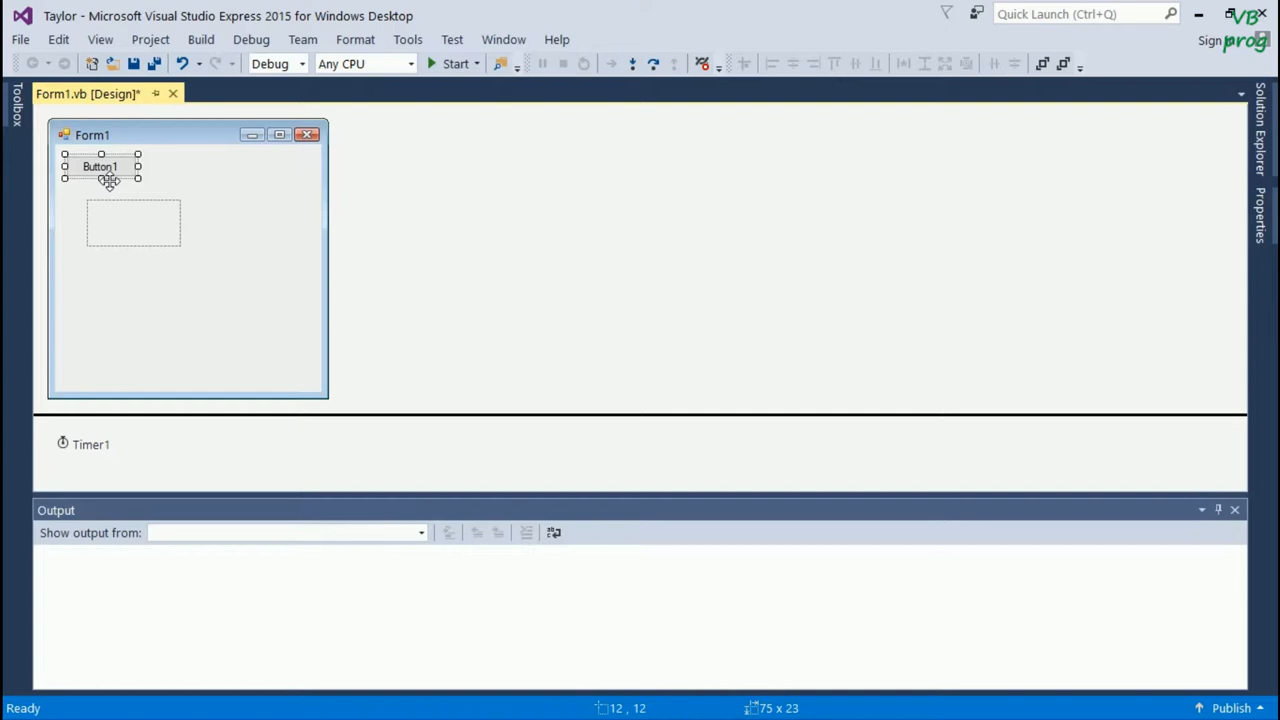 Taylor - Microsoft Visual Studio Express 2015 for Windows Desktop
Quick Launch (Ctrl+Q)
VB
prog
File Edit View Project Build Debug Team Format Tools Test Window Help
Sign
Debug Any CPU Start
Toolbox
Form1.vb [Design]*
Solution Explorer
Properties
Form1
Button1
Timer1
Output
Show output from:
Ready
12 , 12
75 x 23
Publish